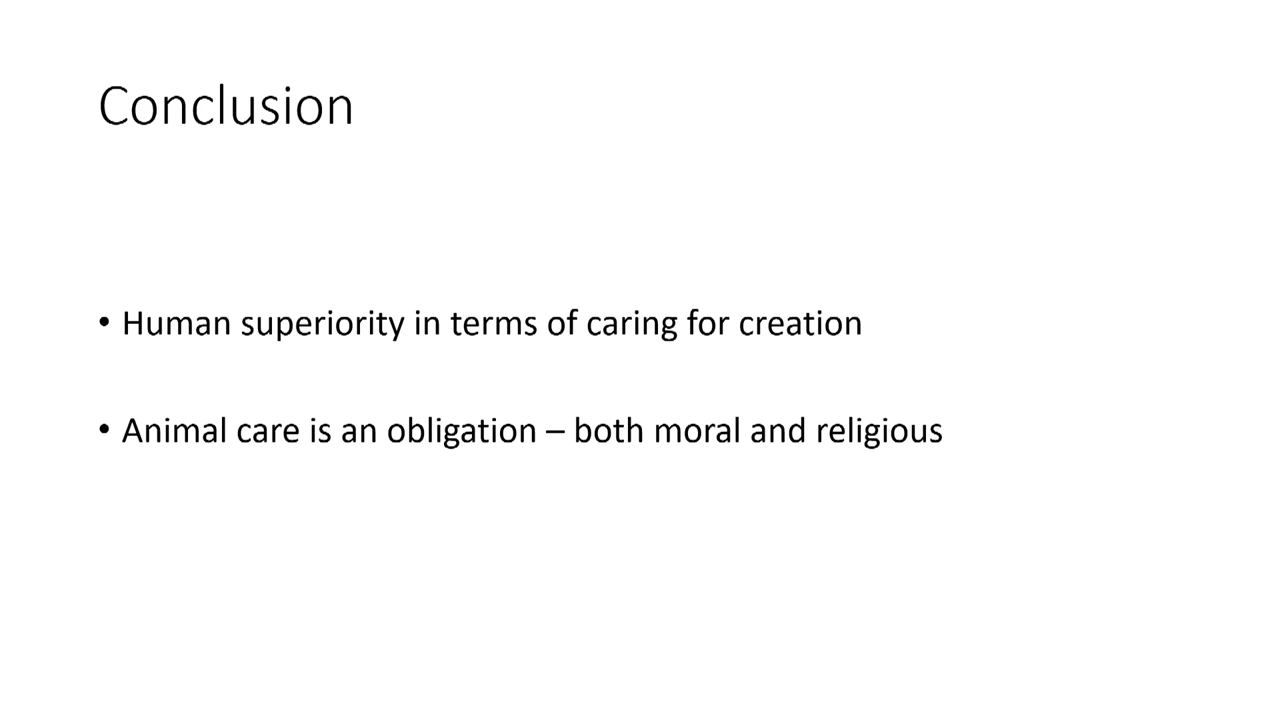 Conclusion
• Human superiority in terms of caring for creation
• Animal care is an obligation – both moral and religious